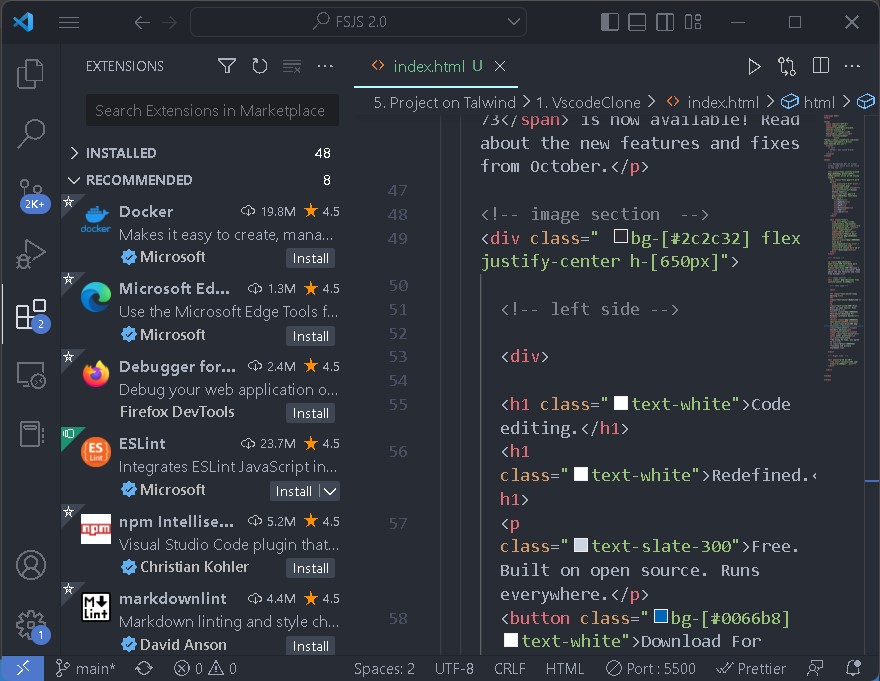 FSJS 2.0
EXTENSIONS
Search Extensions in Marketplace
INSTALLED 48
RECOMMENDED 8
Docker 19.8M 4.5
docker
Makes it easy to create, mana...
Microsoft Install
Microsoft Ed... 1.3M 4.5
Use the Microsoft Edge Tools f...
Microsoft Install
Debugger for... 2.4M 4.5
Debug your web application o...
Firefox DevTools Install
ESLint 23.7M 4.5
ES
Lint
Integrates ESLint JavaScript in...
Microsoft Install
npm Intellise... 5.2M 4.5
npm
Visual Studio Code plugin that...
Christian Kohler Install
markdownlint 4.4M 4.5
M
Lint
Markdown linting and style ch...
David Anson Install
2K+
2
1
index.html U
5. Project on Talwind > 1. VscodeClone > index.html > html >
73</span> is now available! Read
about the new features and fixes
from October.</p>
47
48 <!-- image section -->
49 <div class=" bg-[#2c2c32] flex
justify-center h-[650px]">
50
51 <!-- left side -->
52
53 <div>
54
55 <h1 class="text-white">Code
editing.</h1>
56 <h1
class="text-white">Redefined.<
h1>
57 <p
class="text-slate-300">Free.
Built on open source. Runs
everywhere.</p>
58 <button class="bg-[#0066b8]
text-white">Download For
main* 0 0 Spaces: 2 UTF-8 CRLF HTML Port : 5500 Prettier